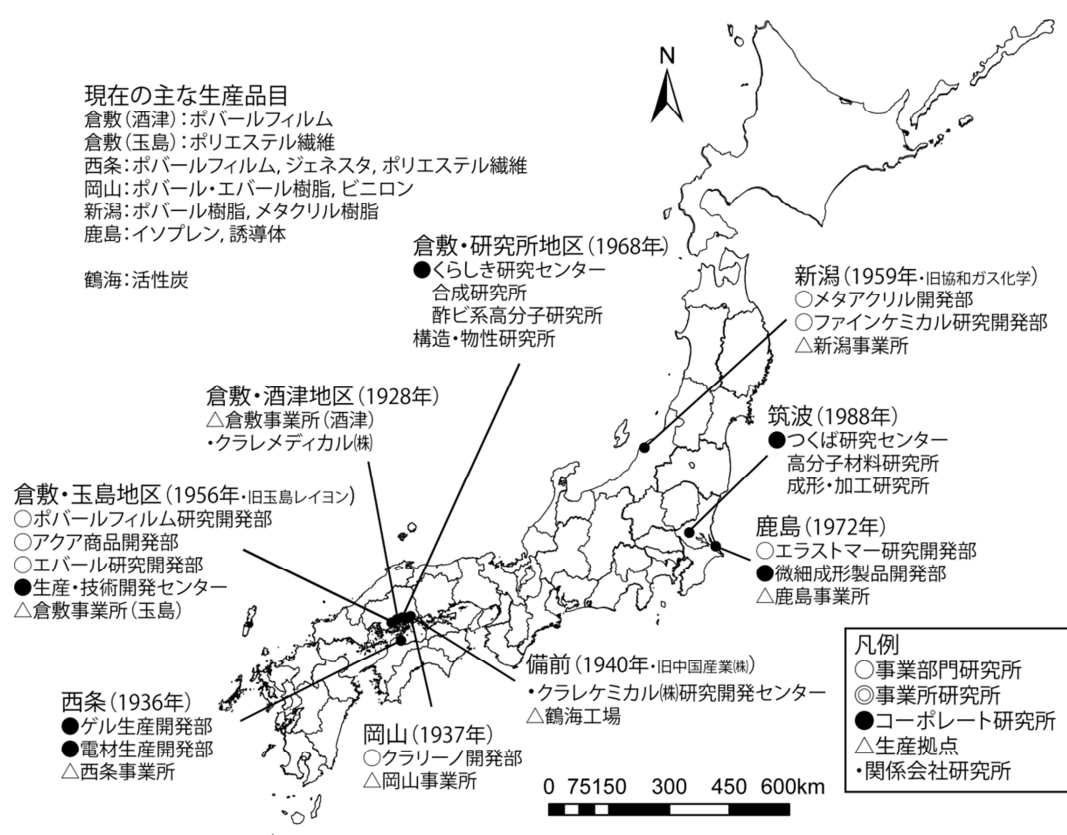 N
現在の主な生産品目
倉敷(酒津):ポバールフィルム
倉敷(玉島):ポリエステル繊維
西条:ポバールフィルム,ジェネスタ,ポリエステル繊維
岡山:ポバール・エバール樹脂,ビニロン
新潟:ポバール樹脂,メタクリル樹脂
鹿島:イソプレン,誘導体
鶴海:活性炭
倉敷・研究所地区(1968年)
●くらしき研究センター
合成研究所
酢ビ系高分子研究所
構造・物性研究所
新潟(1959年・旧協和ガス化学)
○メタアクリル開発部
○ファインケミカル研究開発部
△新潟事業所
倉敷・酒津地区(1928年)
△倉敷事業所(酒津)
・クラレメディカル㈱
筑波(1988年)
●つくば研究センター
高分子材料研究所
成形・加工研究所
倉敷・玉島地区(1956年・旧玉島レイヨン)
○ポバールフィルム研究開発部
○アクア商品開発部
○エバール研究開発部
●生産・技術開発センター
△倉敷事業所(玉島)
鹿島(1972年)
○エラストマー研究開発部
●微細成形製品開発部
△鹿島事業所
備前(1940年・旧中国産業㈱)
・クラレケミカル㈱研究開発センター
△鶴海工場
西条(1936年)
●ゲル生産開発部
●電材生産開発部
△西条事業所
岡山(1937年)
○クラリーノ開発部
△岡山事業所
凡例
○事業部門研究所
◎事業所研究所
●コーポレート研究所
△生産拠点
・関係会社研究所
0 75150 300 450 600km